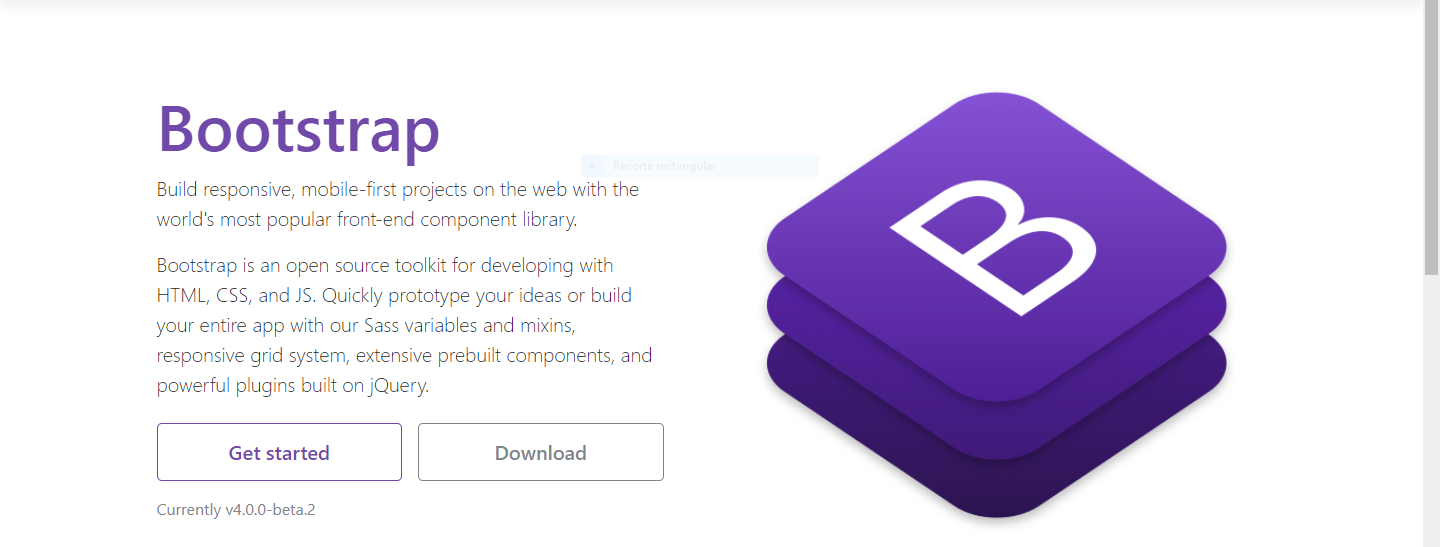 Bootstrap
Recorte rectangular
Build responsive, mobile-first projects on the web with the
world's most popular front-end component library.
Bootstrap is an open source toolkit for developing with
HTML, CSS, and JS. Quickly prototype your ideas or build
your entire app with our Sass variables and mixins,
responsive grid system, extensive prebuilt components, and
powerful plugins built on jQuery.
Get started
Download
Currently v4.0.0-beta.2
B